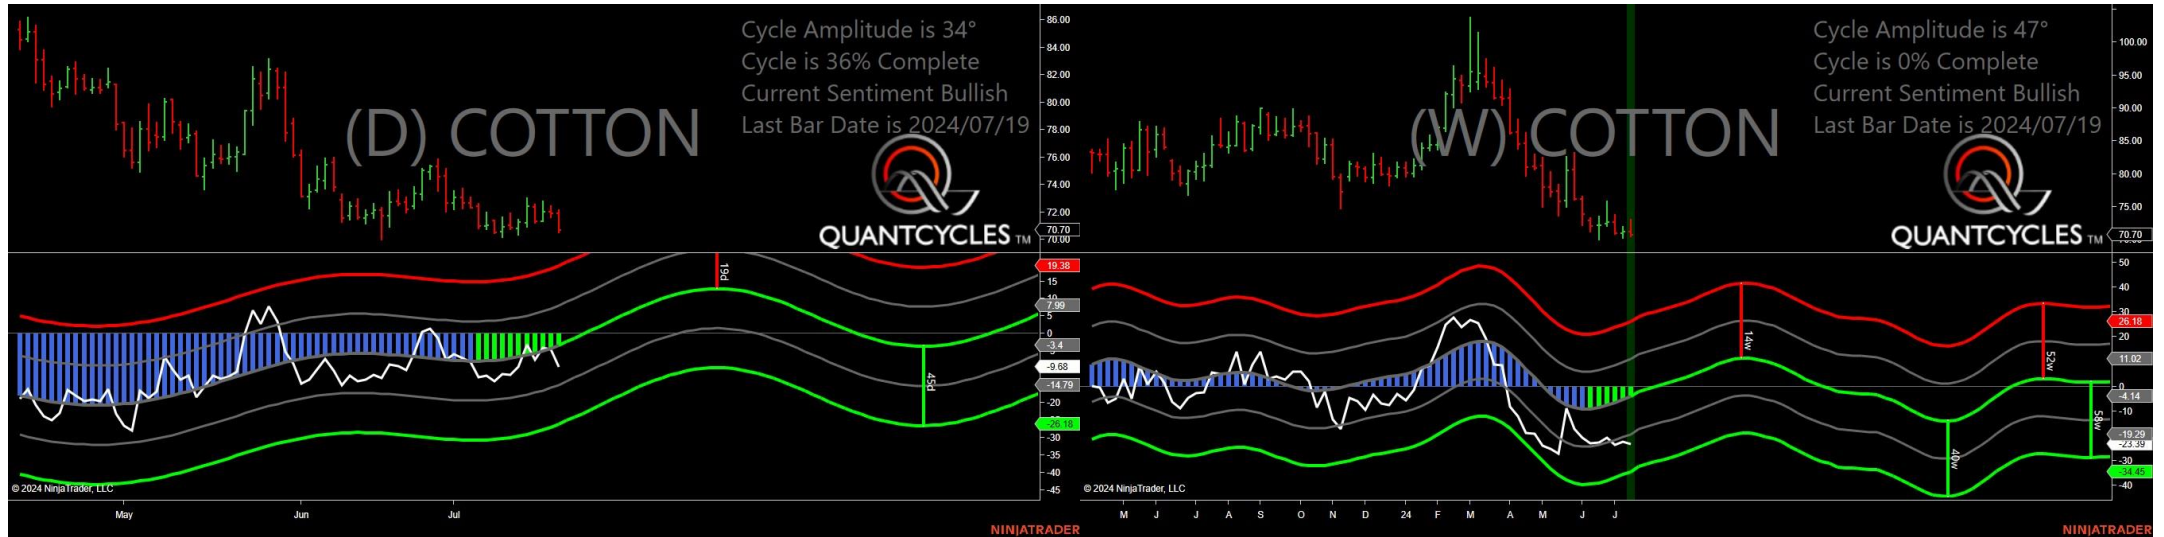 Cycle Amplitude is 34°
Cycle is 36% Complete
Current Sentiment Bullish
Last Bar Date is 2024/07/19
(D) COTTON
QUANTCYCLES TM
86.00
84.00
82.00
80.00
78.00
76.00
74.00
72.00
70.70
70.00
19d
45d
19.38
15
10
7.99
5
0
-3.4
-9.68
-14.79
-20
-26.18
-30
-35
-40
-45
© 2024 NinjaTrader, LLC
May
Jun
Jul
NINJATRADER
Cycle Amplitude is 47°
Cycle is 0% Complete
Current Sentiment Bullish
Last Bar Date is 2024/07/19
(W) COTTON
QUANTCYCLES TM
100.00
95.00
90.00
85.00
80.00
75.00
70.70
14w
52w
40w
58w
50
40
30
26.18
20
11.02
0
-4.14
-10
-19.29
-23.39
-30
-34.45
-40
© 2024 NinjaTrader, LLC
M J J A S O N D 24 F M A M J J
NINJATRADER